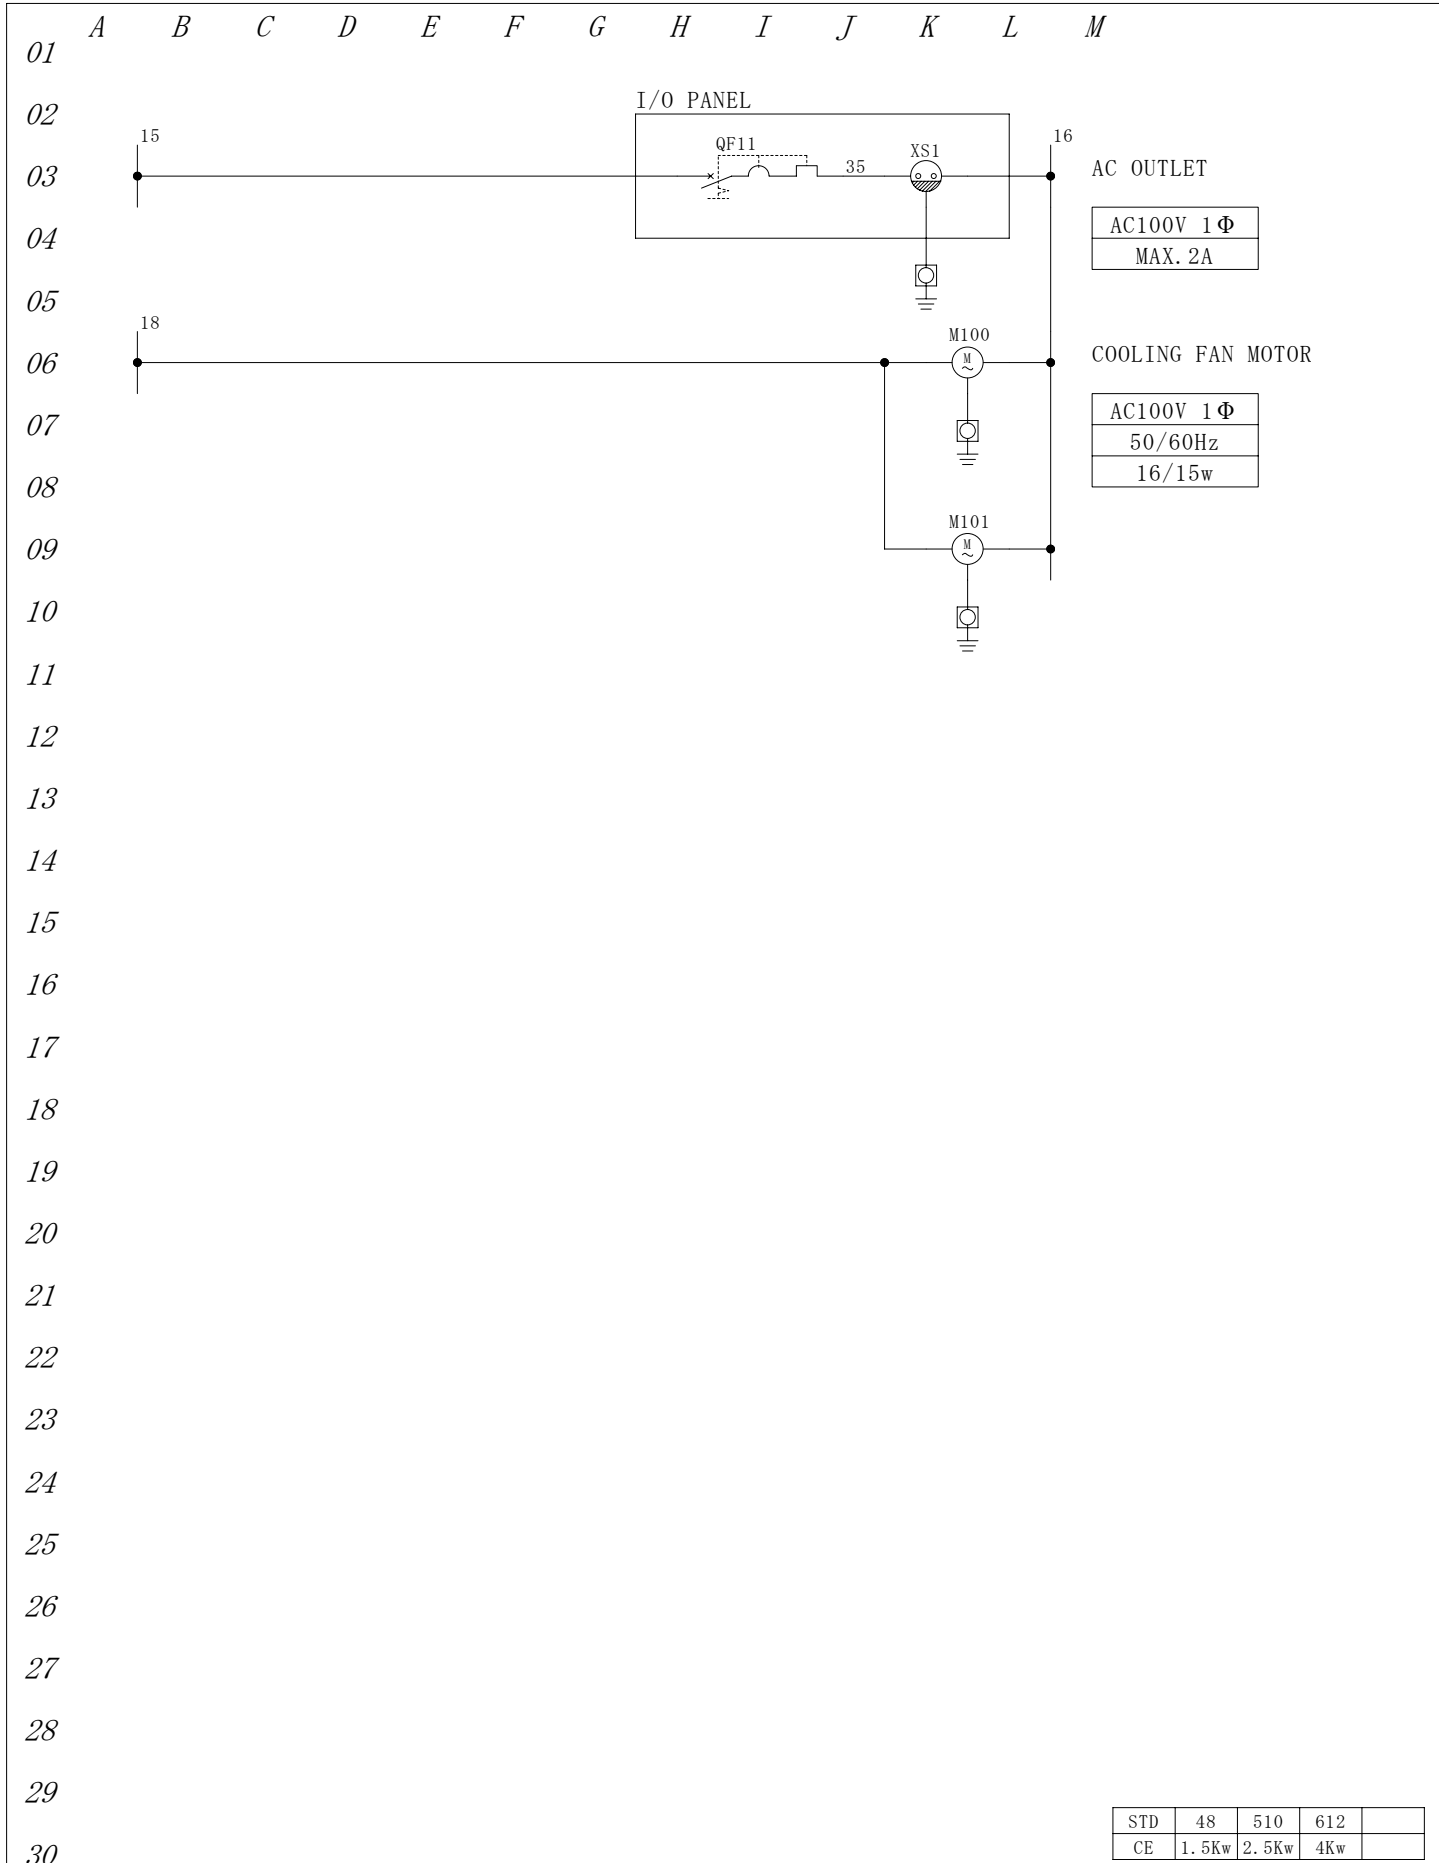 A B C D E F G H I J K L M
01
02
I/O PANEL
15
QF11
XS1
16
03
35
AC OUTLET
AC100V 1Φ
04
MAX.2A
05
18
M100
06
M
~
COOLING FAN MOTOR
AC100V 1Φ
07
50/60Hz
16/15w
08
M101
09
M
~
10
11
12
13
14
15
16
17
18
19
20
21
22
23
24
25
26
27
28
29
STD 48 510 612
CE 1.5Kw 2.5Kw 4Kw
30